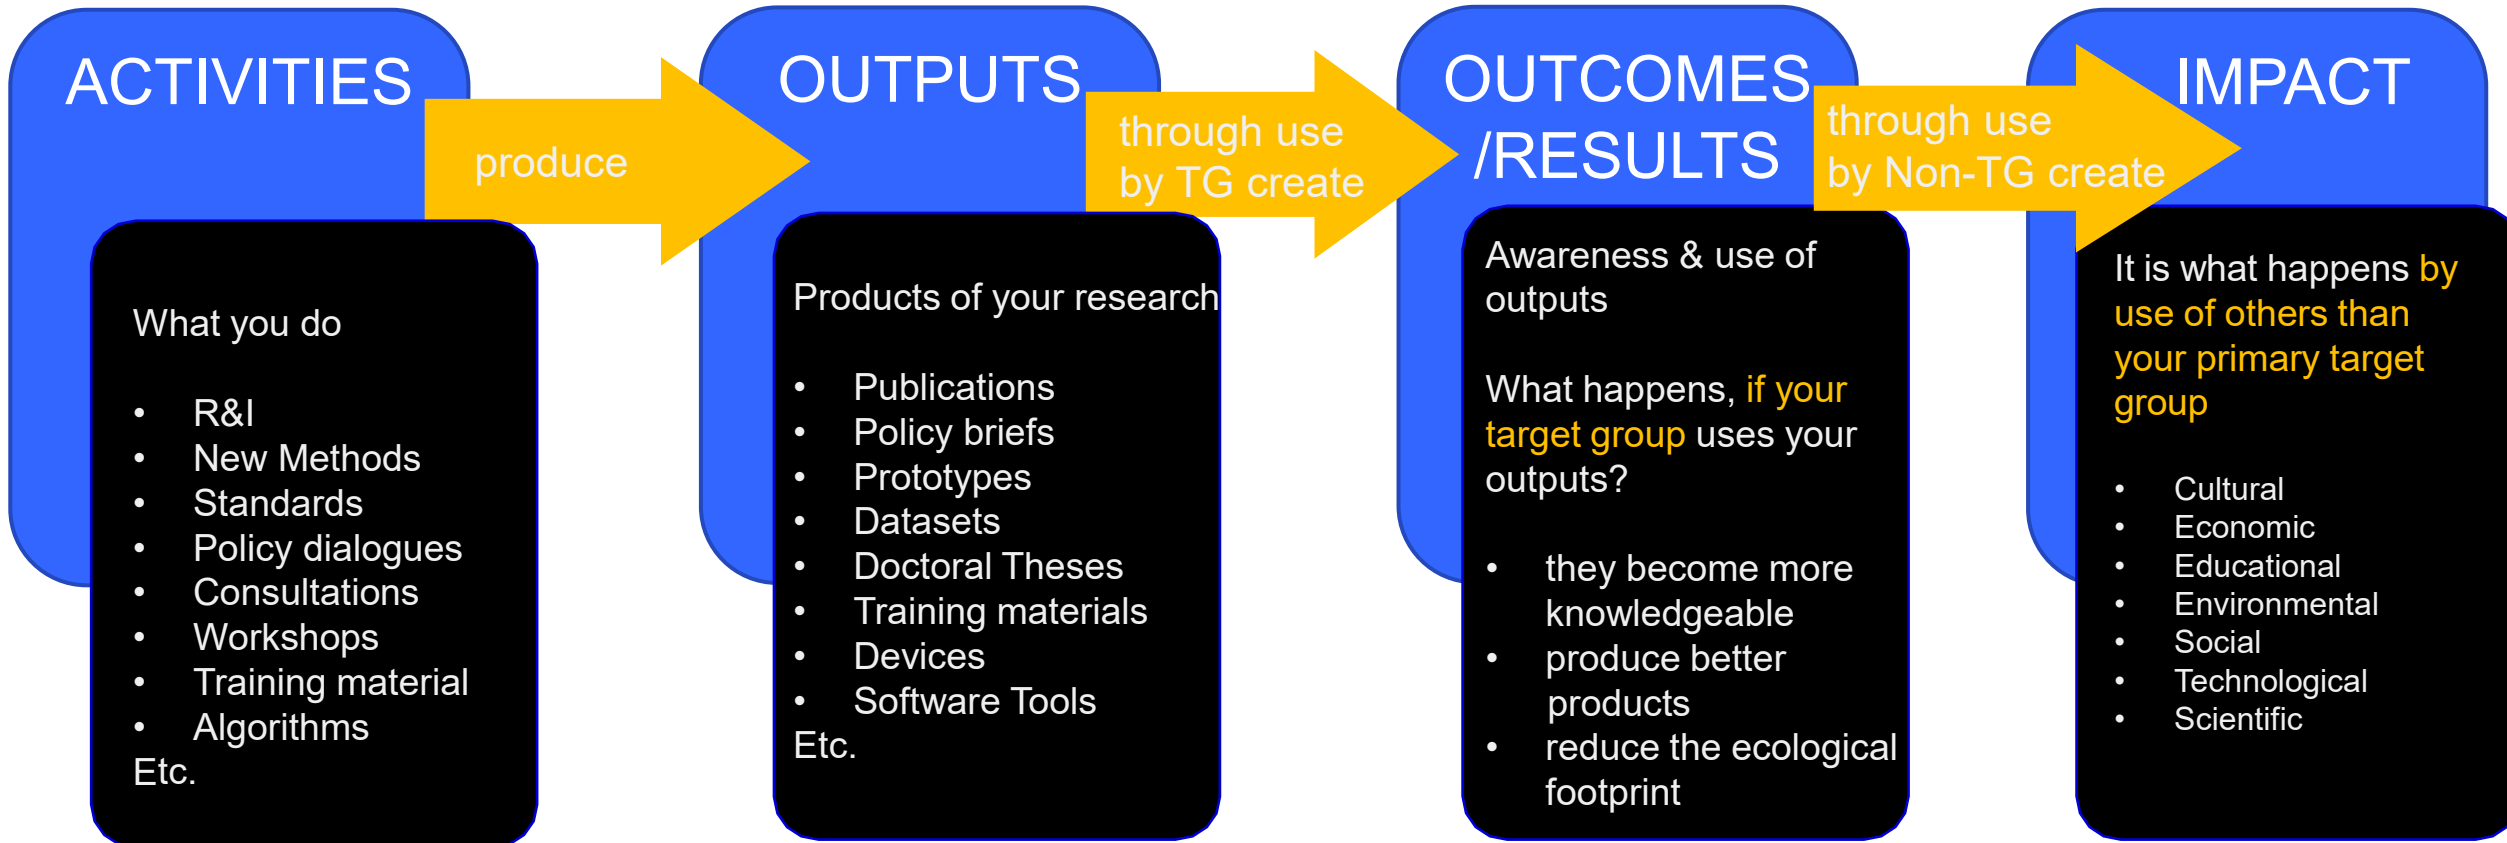 ACTIVITIES
produce
What you do
• R&I
• New Methods
• Standards
• Policy dialogues
• Consultations
• Workshops
• Training material
• Algorithms
Etc.
OUTPUTS
through use
by TG create
Products of your research
• Publications
• Policy briefs
• Prototypes
• Datasets
• Doctoral Theses
• Training materials
• Devices
• Software Tools
Etc.
OUTCOMES
/RESULTS
through use
by Non-TG create
Awareness & use of
outputs
What happens, if your
target group uses your
outputs?
• they become more
knowledgeable
• produce better
products
• reduce the ecological
footprint
IMPACT
It is what happens by
use of others than
your primary target
group
• Cultural
• Economic
• Educational
• Environmental
• Social
• Technological
• Scientific